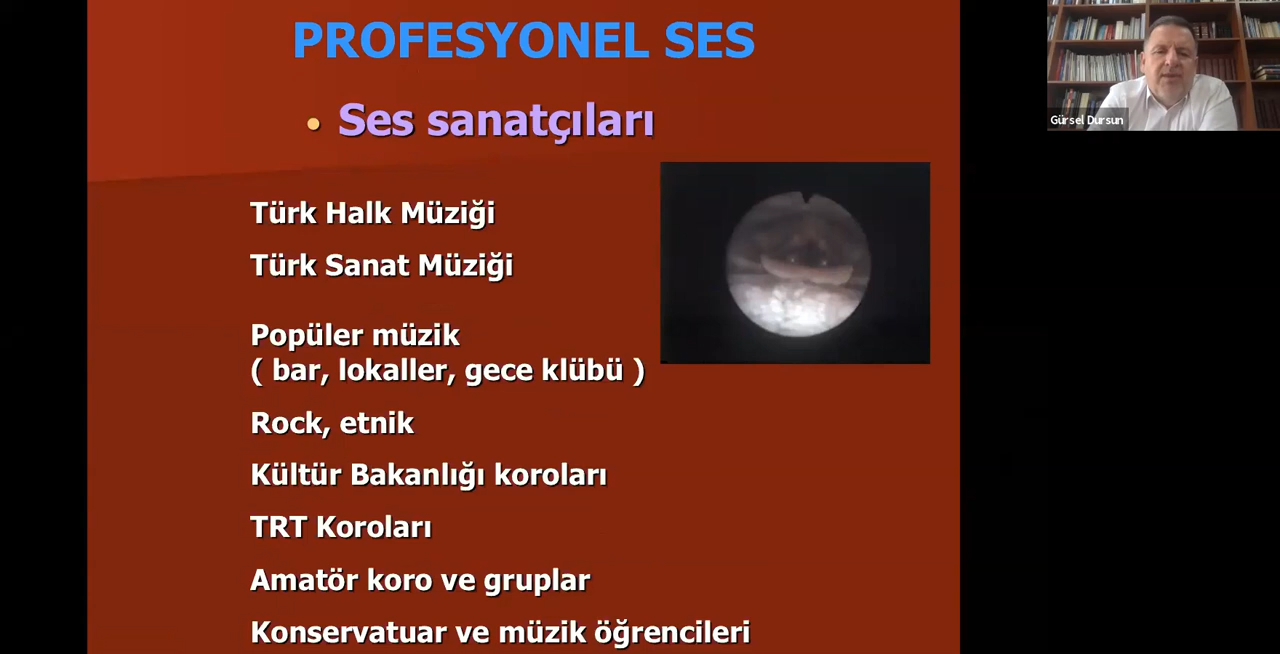 PROFESYONEL SES
• Ses sanatçıları
Türk Halk Müziği
Türk Sanat Müziği
Popüler müzik
( bar, lokaller, gece klübü )
Rock, etnik
Kültür Bakanlığı koroları
TRT Koroları
Amatör koro ve gruplar
Konservatuar ve müzik öğrencileri
Gürsel Dursun